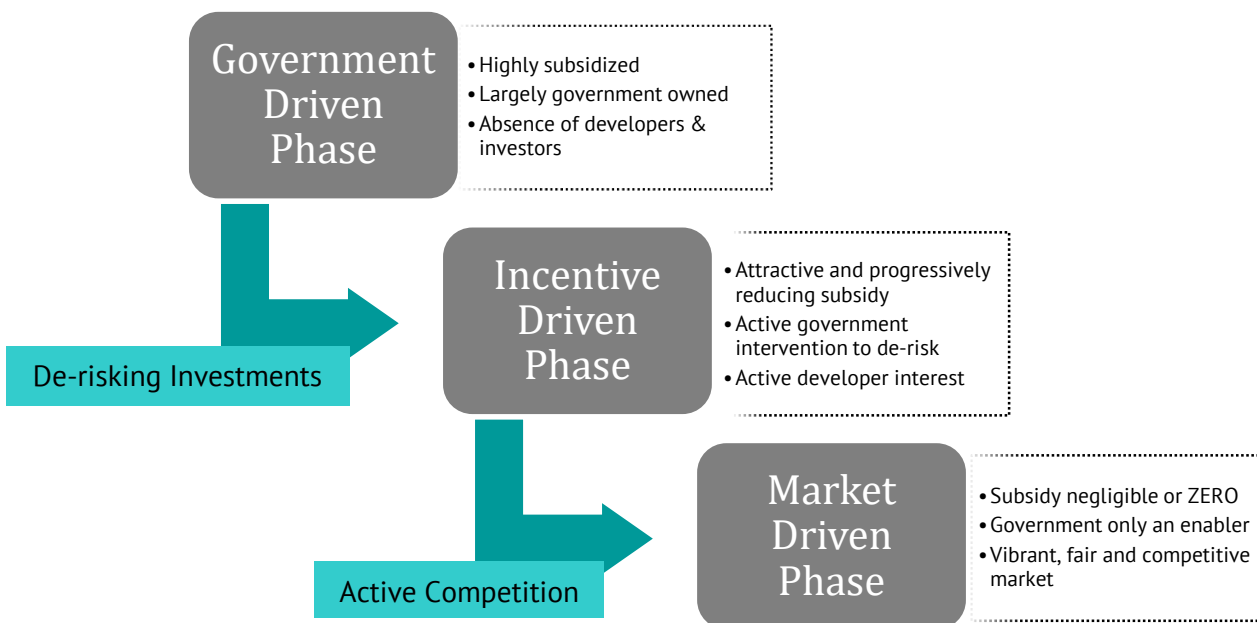 Government
Driven
Phase
• Highly subsidized
• Largely government owned
• Absence of developers &
investors
De-risking Investments
Incentive
Driven
Phase
• Attractive and progressively
reducing subsidy
• Active government
intervention to de-risk
• Active developer interest
Active Competition
Market
Driven
Phase
• Subsidy negligible or ZERO
• Government only an enabler
• Vibrant, fair and competitive
market